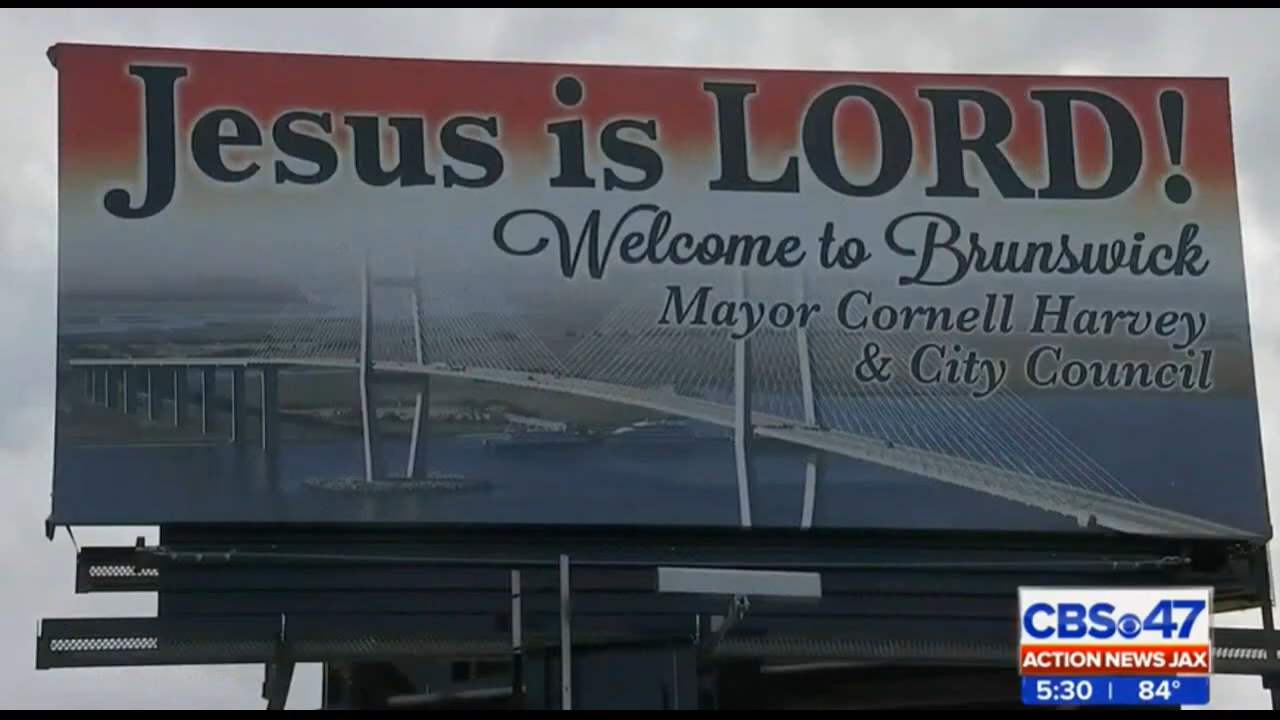 Jesus is LORD!
Welcome to Brunswick
Mayor Cornell Harvey
& City Council
CBS 47
ACTION NEWS JAX
5:30 | 84°